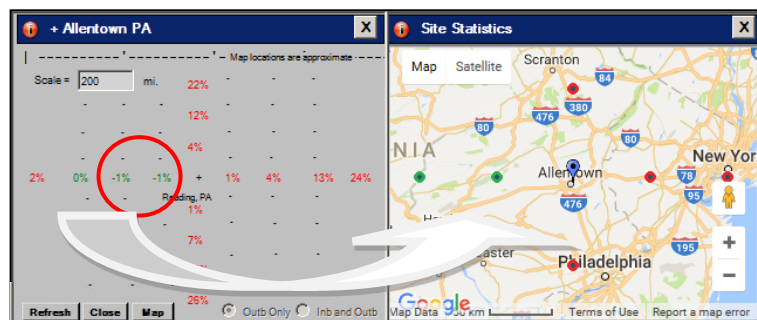 + Allentown PA X
Map locations are approximate
Scale = 200 mi. 22%
12%
4%
2% 0% -1% -1% + 1% 4% 13% 24%
Reading, PA
1%
7%
26%
Refresh Close Map Outb Only Inb and Outb
Site Statistics X
Map Satellite
Scranton
84
380
476
80
80
NIA
New Yor
Allentown
78
476
95
195
+
Philadelphia
−
Google
Map Data km Terms of Use Report a map error